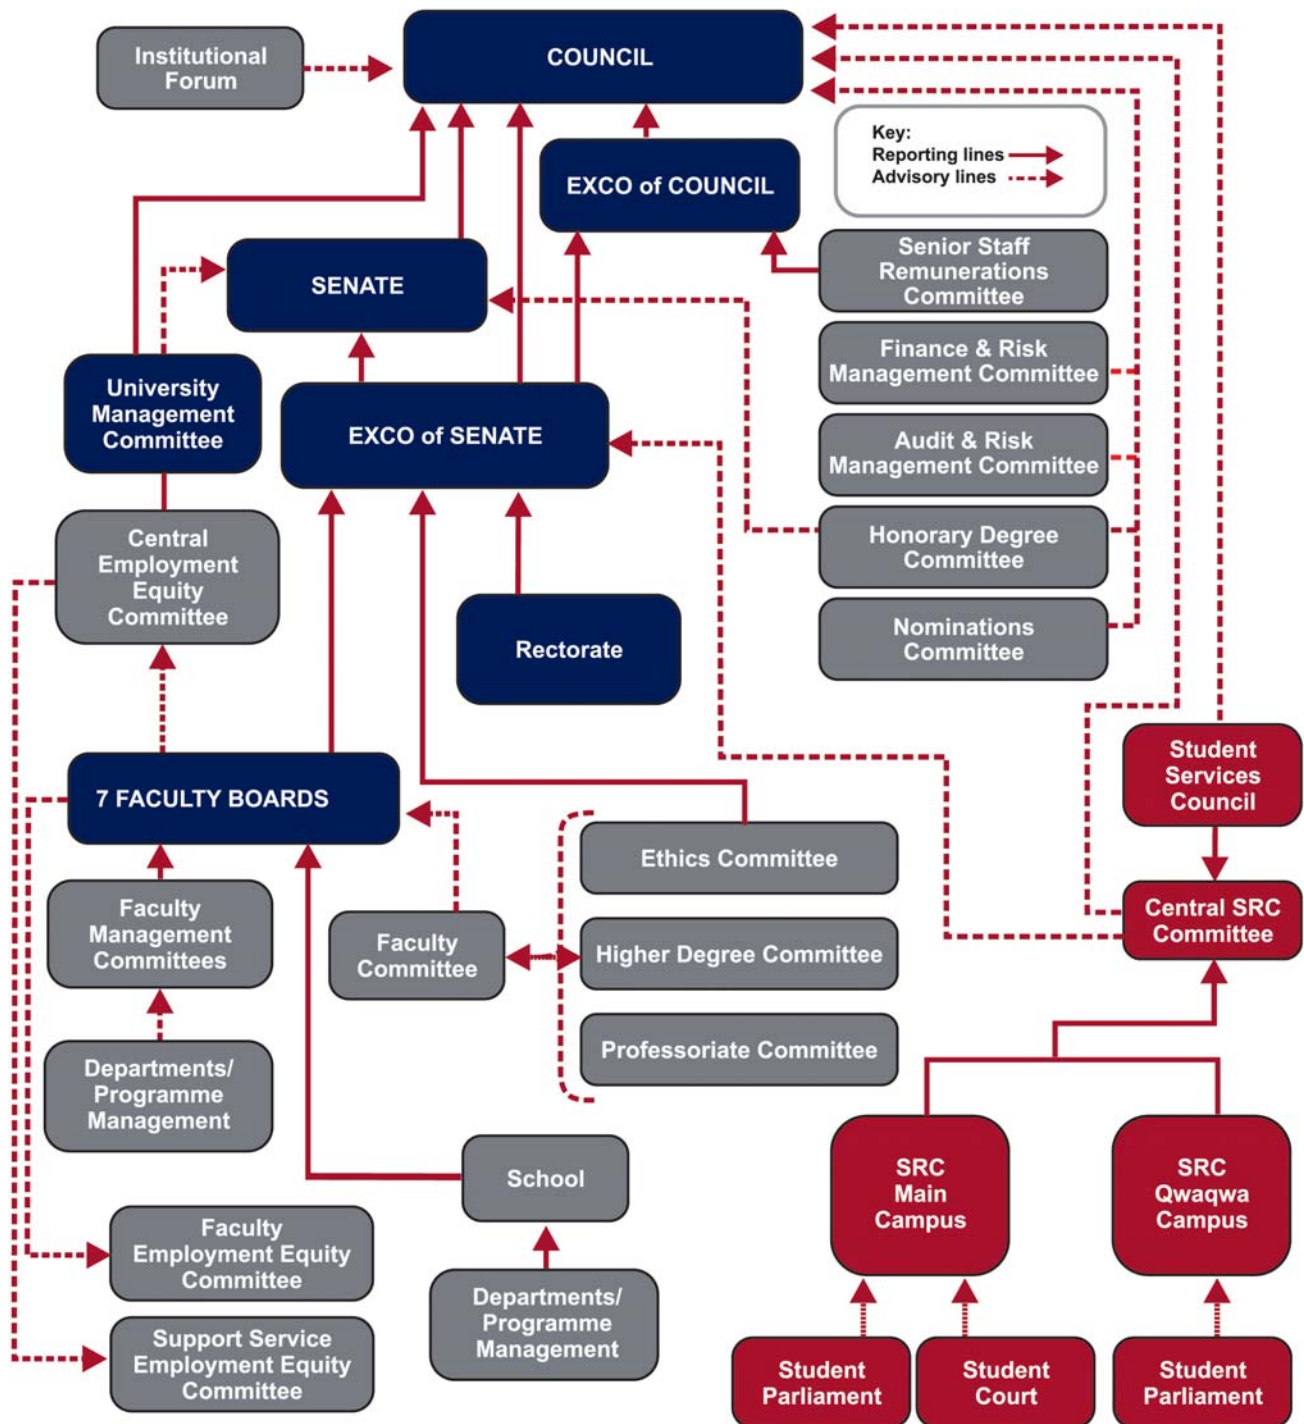 COUNCIL
Institutional
Forum
Key:
Reporting lines
Advisory lines
EXCO of COUNCIL
Senior Staff
Remunerations
Committee
SENATE
Finance & Risk
Management Committee
University
Management
Committee
EXCO of SENATE
Audit & Risk
Management Committee
Central
Employment
Equity
Committee
Honorary Degree
Committee
Rectorate
Nominations
Committee
Student
Services
Council
7 FACULTY BOARDS
Ethics Committee
Faculty
Management
Committees
Faculty
Committee
Higher Degree Committee
Central SRC
Committee
Professoriate Committee
Departments/
Programme
Management
School
SRC
Main
Campus
SRC
Qwaqwa
Campus
Faculty
Employment Equity
Committee
Departments/
Programme
Management
Support Service
Employment Equity
Committee
Student
Parliament
Student
Court
Student
Parliament